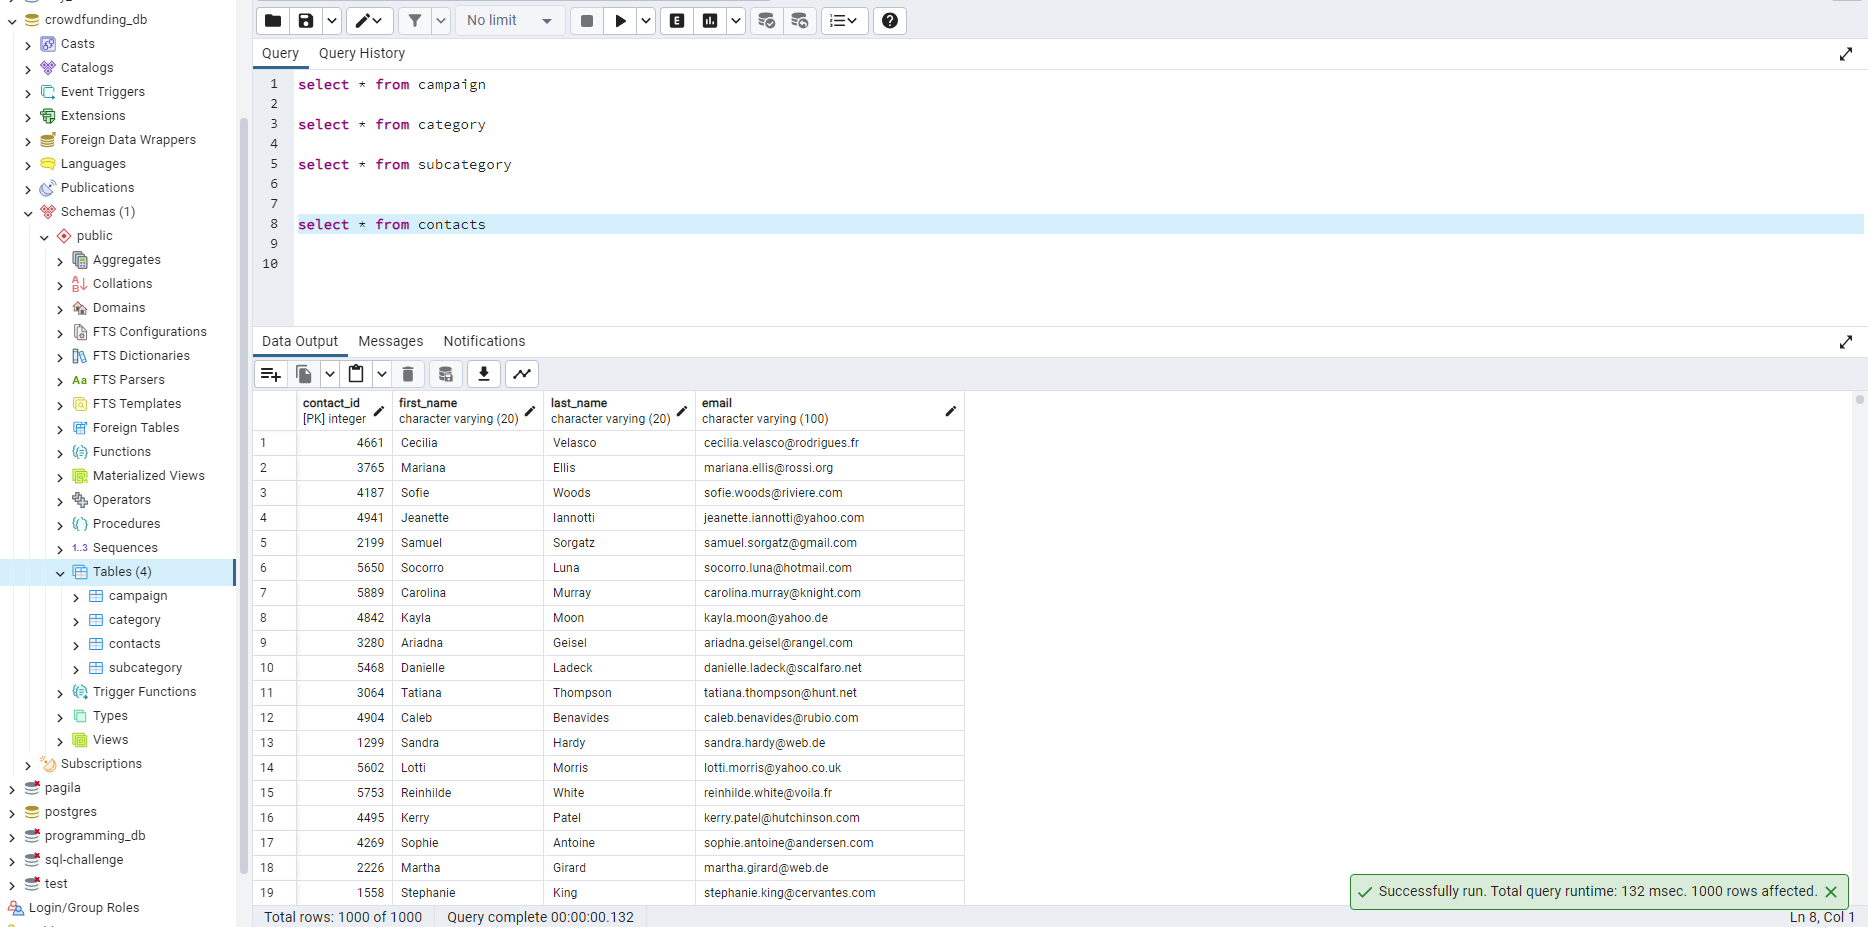 crowdfunding_db
Casts
Catalogs
Event Triggers
Extensions
Foreign Data Wrappers
Languages
Publications
Schemas (1)
public
Aggregates
Collations
Domains
FTS Configurations
FTS Dictionaries
Aa FTS Parsers
FTS Templates
Foreign Tables
Functions
Materialized Views
Operators
Procedures
1..3 Sequences
Tables (4)
campaign
category
contacts
subcategory
Trigger Functions
Types
Views
Subscriptions
pagila
postgres
programming_db
sql-challenge
test
Login/Group Roles
No limit
E
Query Query History
1 select * from campaign
2
3 select * from category
4
5 select * from subcategory
6
7
8 select * from contacts
9
10
Data Output Messages Notifications
contact_id first_name last_name email
[PK] integer character varying (20) character varying (20) character varying (100)
1 4661 Cecilia Velasco cecilia.velasco@rodrigues.fr
2 3765 Mariana Ellis mariana.ellis@rossi.org
3 4187 Sofie Woods sofie.woods@riviere.com
4 4941 Jeanette Iannotti jeanette.iannotti@yahoo.com
5 2199 Samuel Sorgatz samuel.sorgatz@gmail.com
6 5650 Socorro Luna socorro.luna@hotmail.com
7 5889 Carolina Murray carolina.murray@knight.com
8 4842 Kayla Moon kayla.moon@yahoo.de
9 3280 Ariadna Geisel ariadna.geisel@rangel.com
10 5468 Danielle Ladeck danielle.ladeck@scalfaro.net
11 3064 Tatiana Thompson tatiana.thompson@hunt.net
12 4904 Caleb Benavides caleb.benavides@rubio.com
13 1299 Sandra Hardy sandra.hardy@web.de
14 5602 Lotti Morris lotti.morris@yahoo.co.uk
15 5753 Reinhilde White reinhilde.white@voila.fr
16 4495 Kerry Patel kerry.patel@hutchinson.com
17 4269 Sophie Antoine sophie.antoine@andersen.com
18 2226 Martha Girard martha.girard@web.de
19 1558 Stephanie King stephanie.king@cervantes.com
Successfully run. Total query runtime: 132 msec. 1000 rows affected.
Total rows: 1000 of 1000 Query complete 00:00:00.132 Ln 8, Col 1